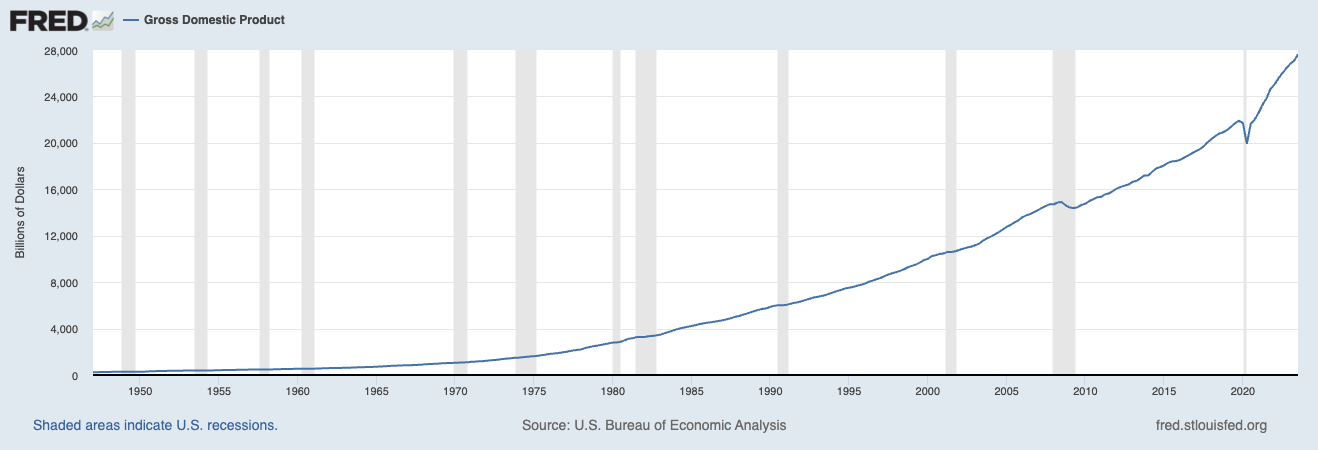 FRED
Gross Domestic Product
28,000
24,000
20,000
16,000
12,000
8,000
4,000
0
Billions of Dollars
1950 1955 1960 1965 1970 1975 1980 1985 1990 1995 2000 2005 2010 2015 2020
Shaded areas indicate U.S. recessions. Source: U.S. Bureau of Economic Analysis fred.stlouisfed.org